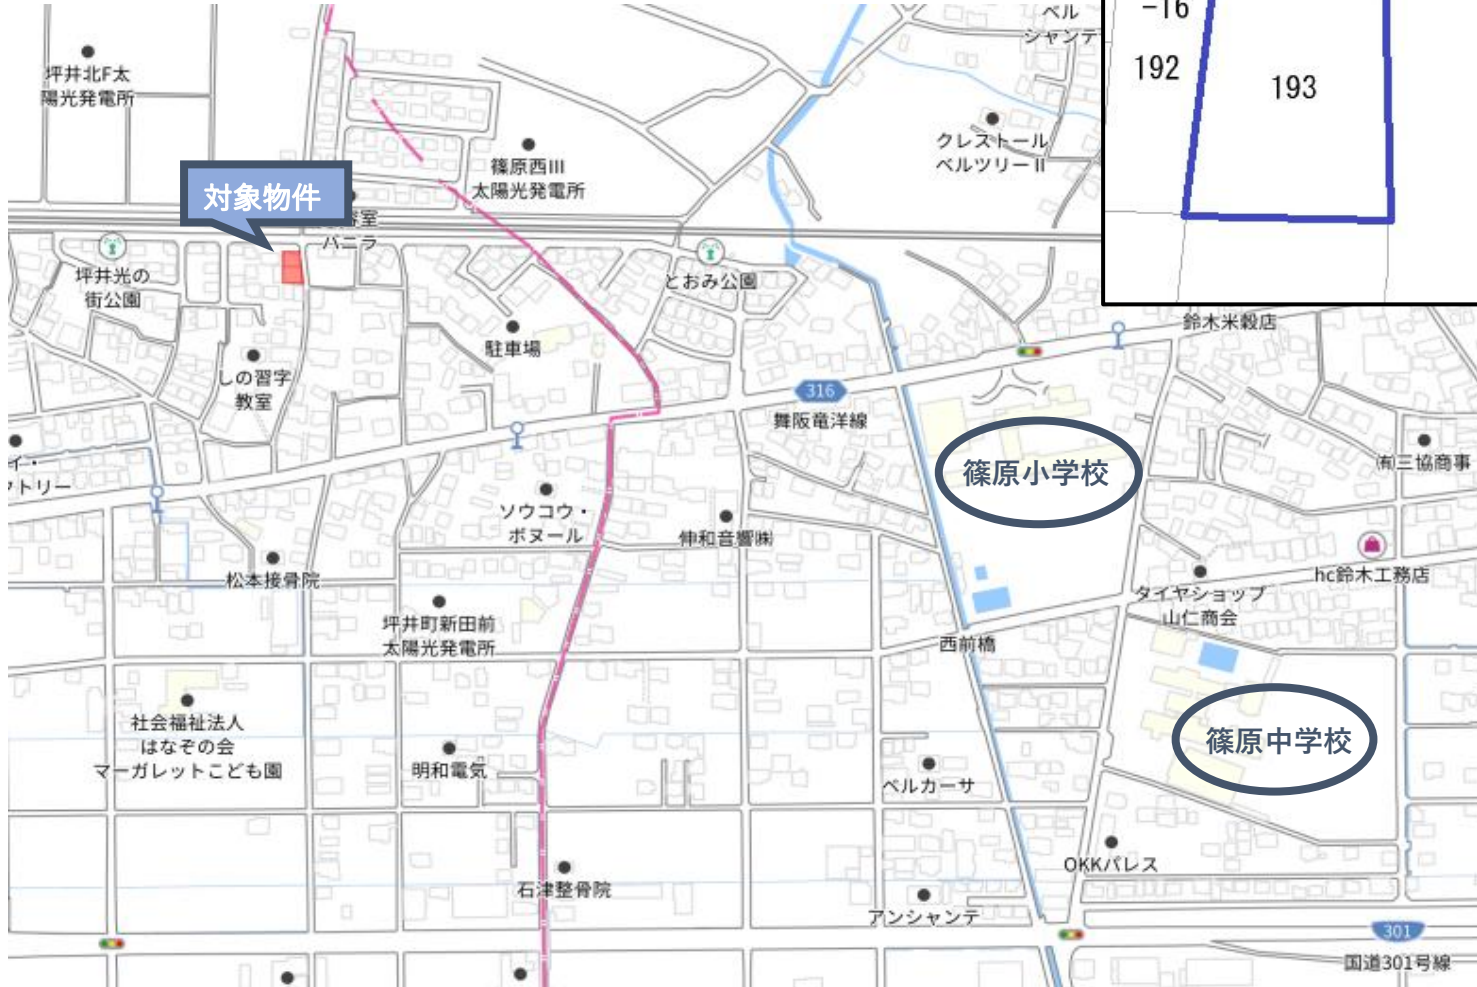 ベル
シャンテ
-16
192
193
坪井北F太
陽光発電所
篠原西III
太陽光発電所
クレストール
ベルツリーII
対象物件
容室
バニラ
坪井光の
街公園
とおみ公園
鈴木米穀店
駐車場
しの習字
教室
316
舞阪竜洋線
篠原小学校
㈲三協商事
イ・
クトリー
ソウコウ・
ボヌール
伸和音響㈱
hc鈴木工務店
松本接骨院
タイヤショップ
山仁商会
坪井町新田前
太陽光発電所
西前橋
社会福祉法人
はなぞの会
マーガレットこども園
篠原中学校
明和電気
ベルカーサ
OKKパレス
石津整骨院
アンシャンテ
301
国道301号線